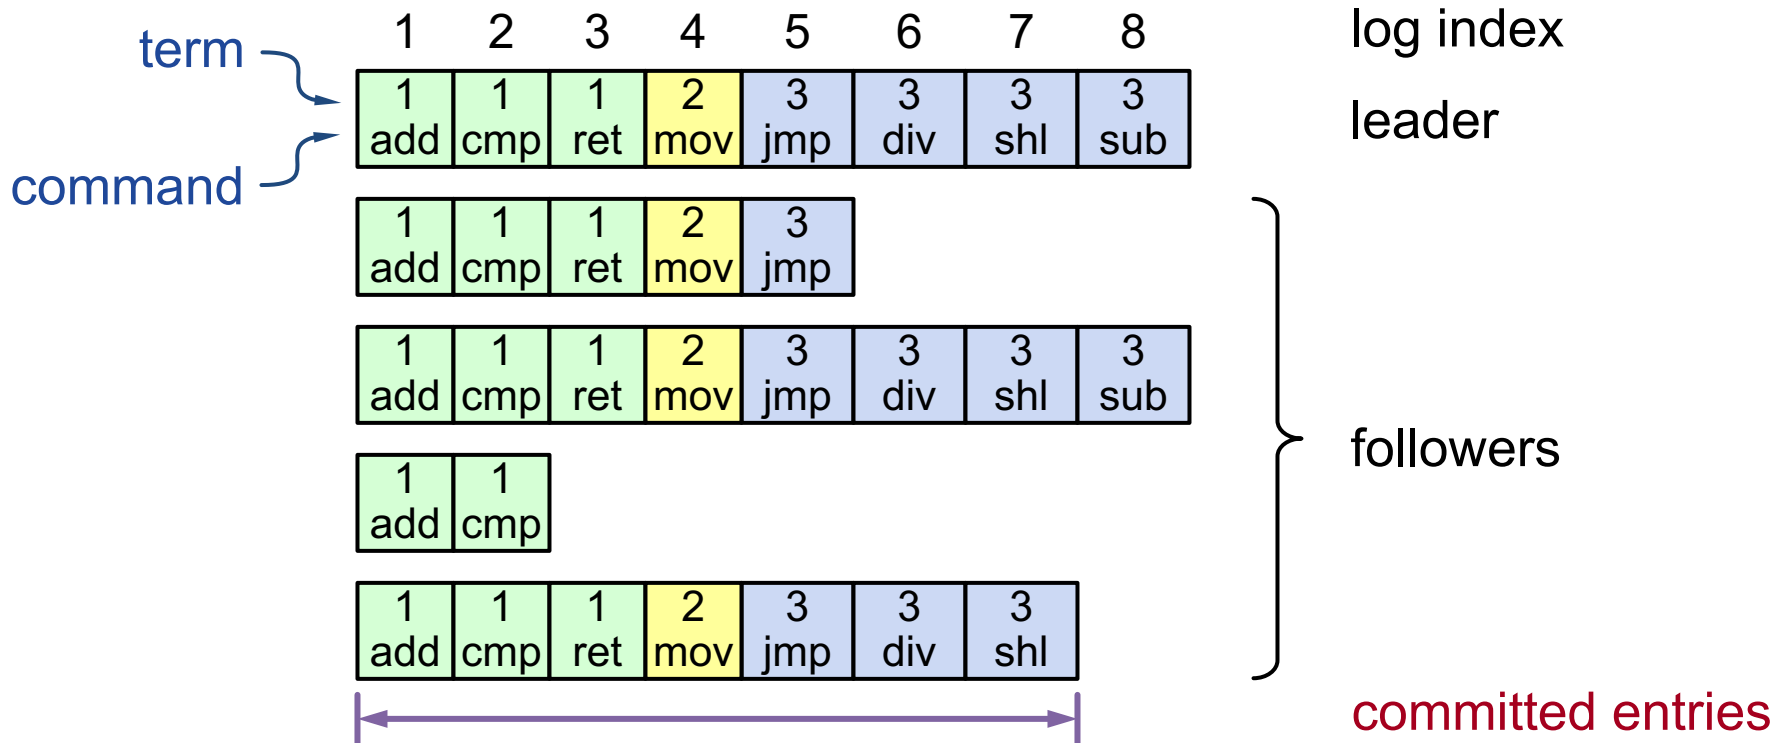 1 2 3 4 5 6 7 8 log index
term
1 1 1 2 3 3 3 3
add cmp ret mov jmp div shl sub
leader
command
1 1 1 2 3
add cmp ret mov jmp
1 1 1 2 3 3 3 3
add cmp ret mov jmp div shl sub
followers
1 1
add cmp
1 1 1 2 3 3 3
add cmp ret mov jmp div shl
committed entries